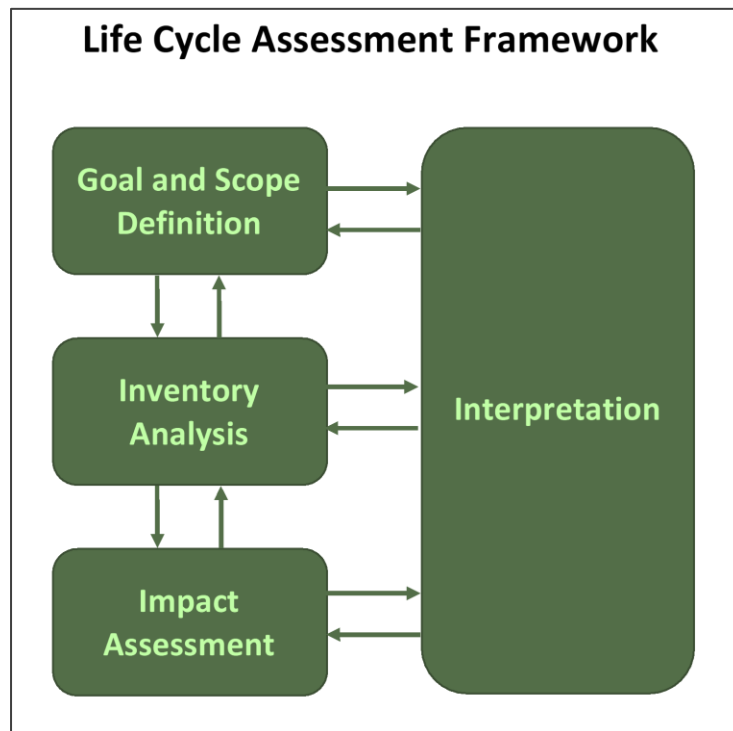 Life Cycle Assessment Framework
Goal and Scope
Definition
Inventory
Analysis
Interpretation
Impact
Assessment